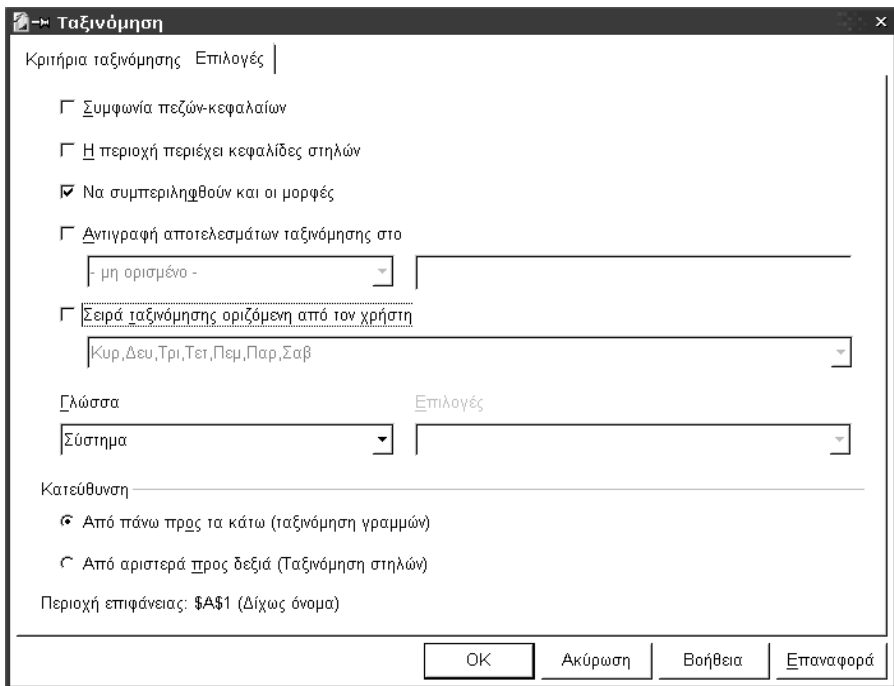 Ταξινόμηση
Κριτήρια ταξινόμησης Επιλογές
Συμφωνία πεζών-κεφαλαίων
Η περιοχή περιέχει κεφαλίδες στηλών
Να συμπεριληφθούν και οι μορφές
Αντιγραφή αποτελεσμάτων ταξινόμησης στο
- μη ορισμένο -
Σειρά ταξινόμησης οριζόμενη από τον χρήστη
Κυρ,Δευ,Τρι,Τετ,Πεμ,Παρ,Σαβ
Γλώσσα Επιλογές
Σύστημα
Κατεύθυνση
Από πάνω προς τα κάτω (ταξινόμηση γραμμών)
Από αριστερά προς δεξιά (Ταξινόμηση στηλών)
Περιοχή επιφάνειας: $A$1 (Δίχως όνομα)
OK Ακύρωση Βοήθεια Επαναφορά